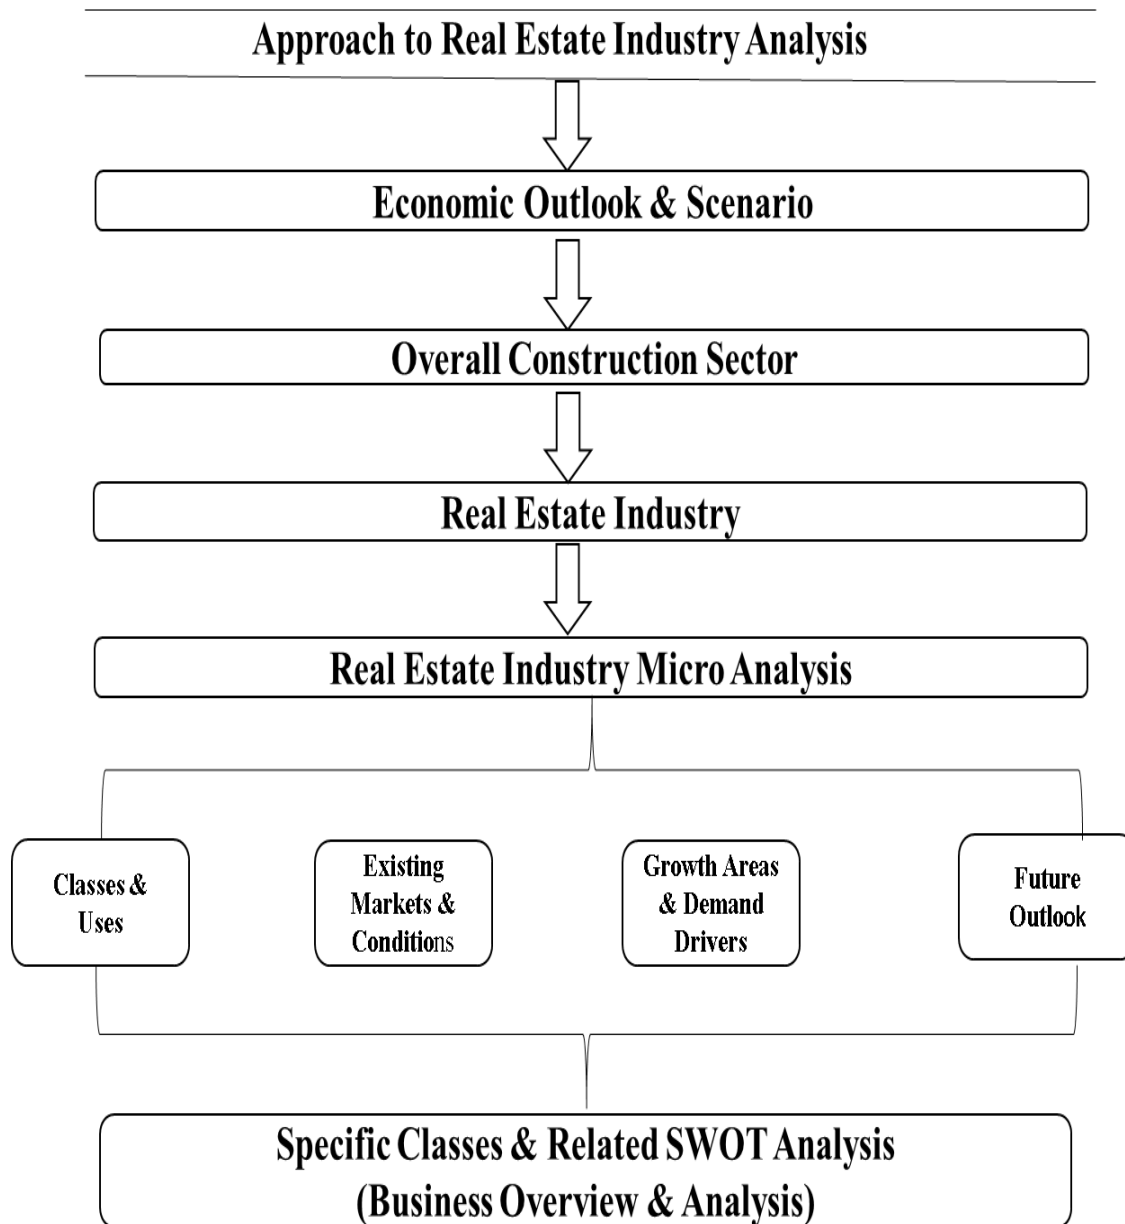 Approach to Real Estate Industry Analysis
Economic Outlook & Scenario
Overall Construction Sector
Real Estate Industry
Real Estate Industry Micro Analysis
Classes &
Uses
Existing
Markets &
Conditions
Growth Areas
& Demand
Drivers
Future
Outlook
Specific Classes & Related SWOT Analysis
(Business Overview & Analysis)